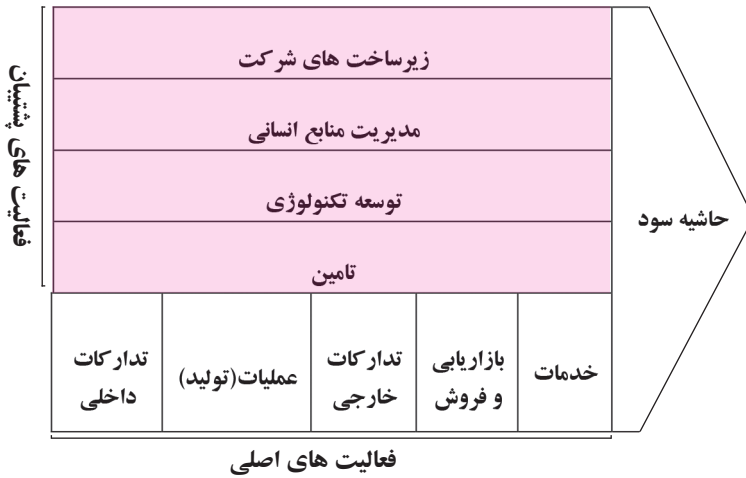 زیرساخت های شرکت
مدیریت منابع انسانی
توسعه تکنولوژی
تامین
فعالیت های پشتیبان
حاشیه سود
خدمات
بازاریابی
و فروش
تدارکات
خارجی
عملیات(تولید)
تدارکات
داخلی
فعالیت های اصلی